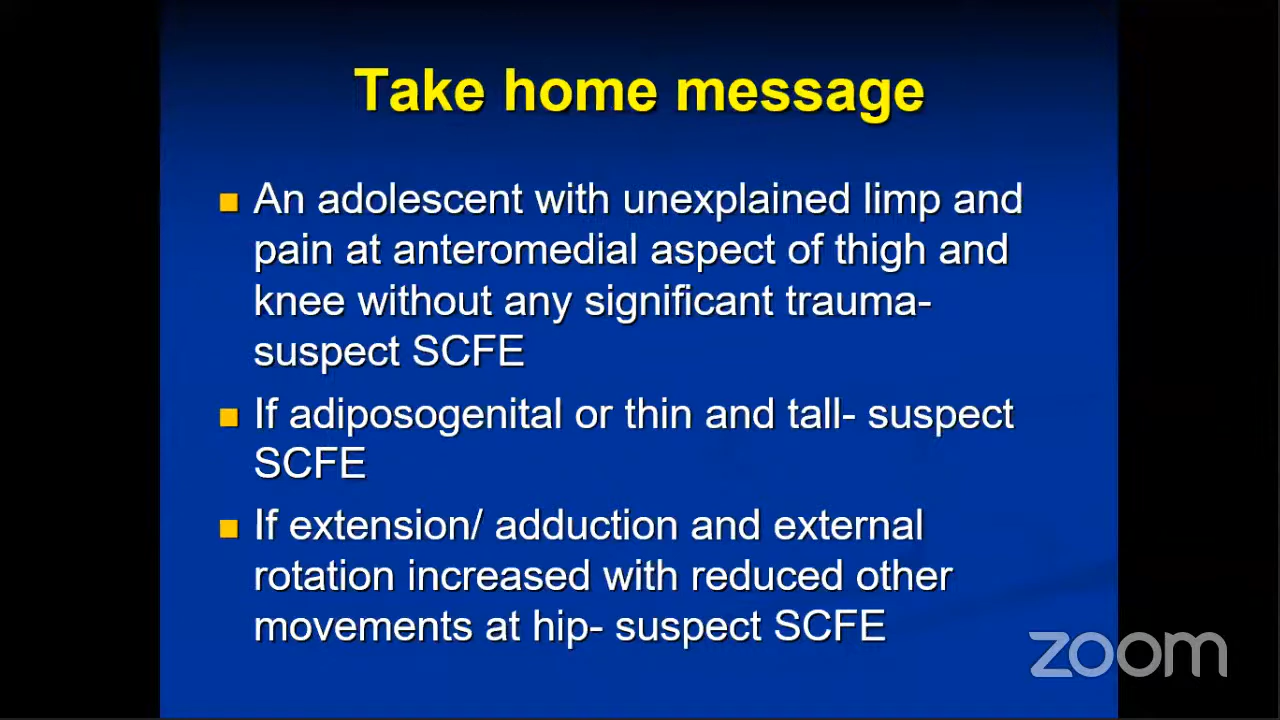 Take home message
An adolescent with unexplained limp and
pain at anteromedial aspect of thigh and
knee without any significant trauma-
suspect SCFE
If adiposogenital or thin and tall- suspect
SCFE
If extension/ adduction and external
rotation increased with reduced other
movements at hip- suspect SCFE
zoom